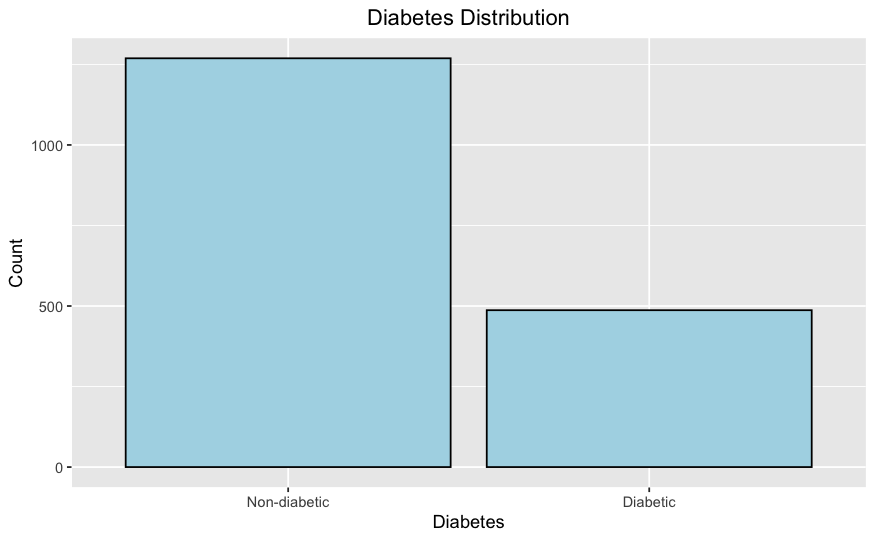 Diabetes Distribution
1000
500
0
Count
Non-diabetic
Diabetic
Diabetes